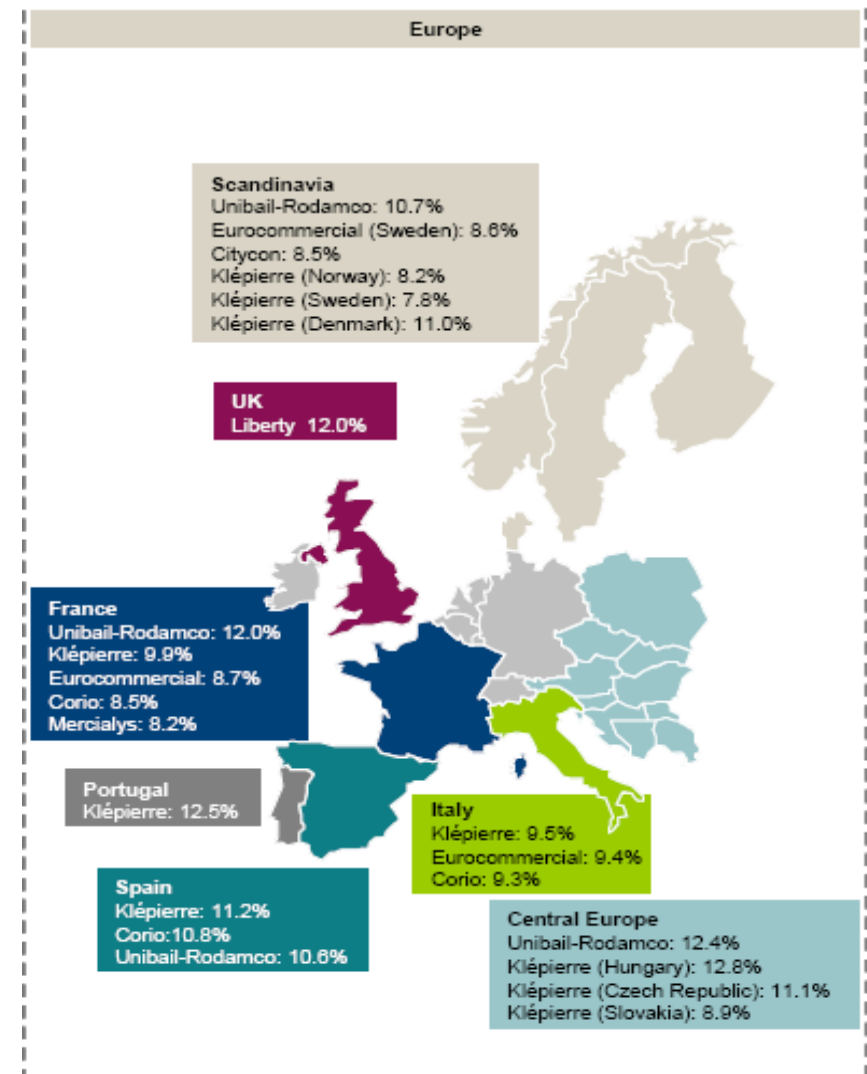 Europe
Scandinavia
Unibail-Rodamco: 10.7%
Eurocommercial (Sweden): 8.6%
Citycon: 8.5%
Klépierre (Norway): 8.2%
Klépierre (Sweden): 7.8%
Klépierre (Denmark): 11.0%
UK
Liberty 12.0%
France
Unibail-Rodamco: 12.0%
Klépierre: 9.9%
Eurocommercial: 8.7%
Corio: 8.5%
Mercialys: 8.2%
Portugal
Klépierre: 12.5%
Italy
Klépierre: 9.5%
Eurocommercial: 9.4%
Corio: 9.3%
Spain
Klépierre: 11.2%
Corio:10.8%
Unibail-Rodamco: 10.6%
Central Europe
Unibail-Rodamco: 12.4%
Klépierre (Hungary): 12.8%
Klépierre (Czech Republic): 11.1%
Klépierre (Slovakia): 8.9%